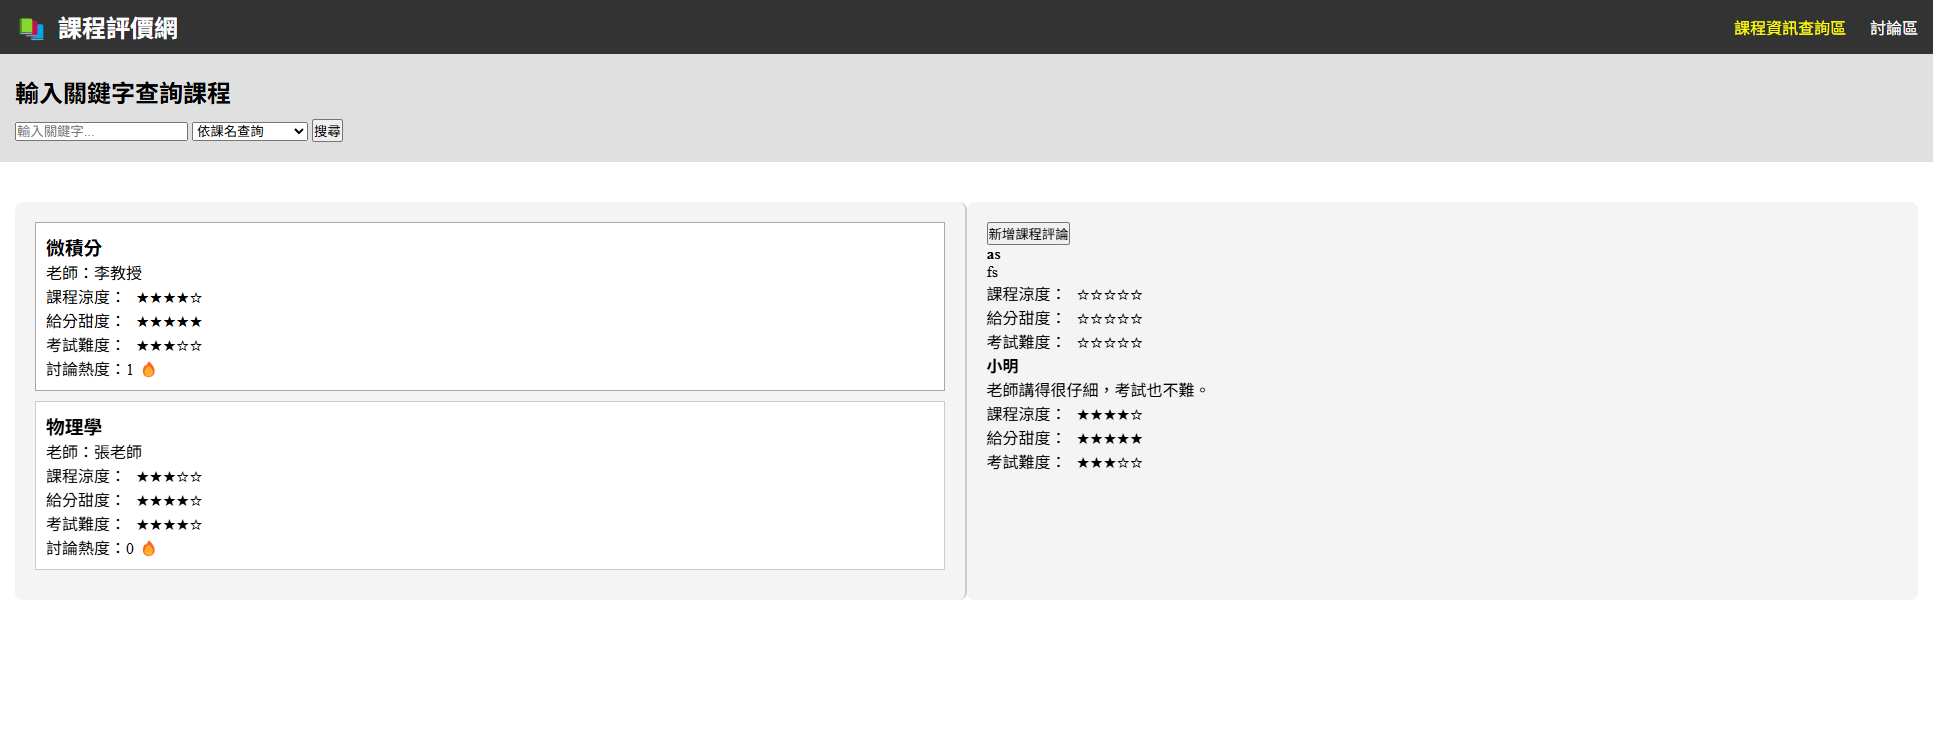 課程評價網
課程資訊查詢區 討論區
輸入關鍵字查詢課程
輸入關鍵字... 依課名查詢 搜尋
微積分
老師：李教授
課程涼度： ★★★★☆
給分甜度： ★★★★★
考試難度： ★★★☆☆
討論熱度：1 🔥
物理學
老師：張老師
課程涼度： ★★★☆☆
給分甜度： ★★★★☆
考試難度： ★★★★☆
討論熱度：0 🔥
新增課程評論
as
fs
課程涼度： ☆☆☆☆☆
給分甜度： ☆☆☆☆☆
考試難度： ☆☆☆☆☆
小明
老師講得很仔細，考試也不難。
課程涼度： ★★★★☆
給分甜度： ★★★★★
考試難度： ★★★☆☆